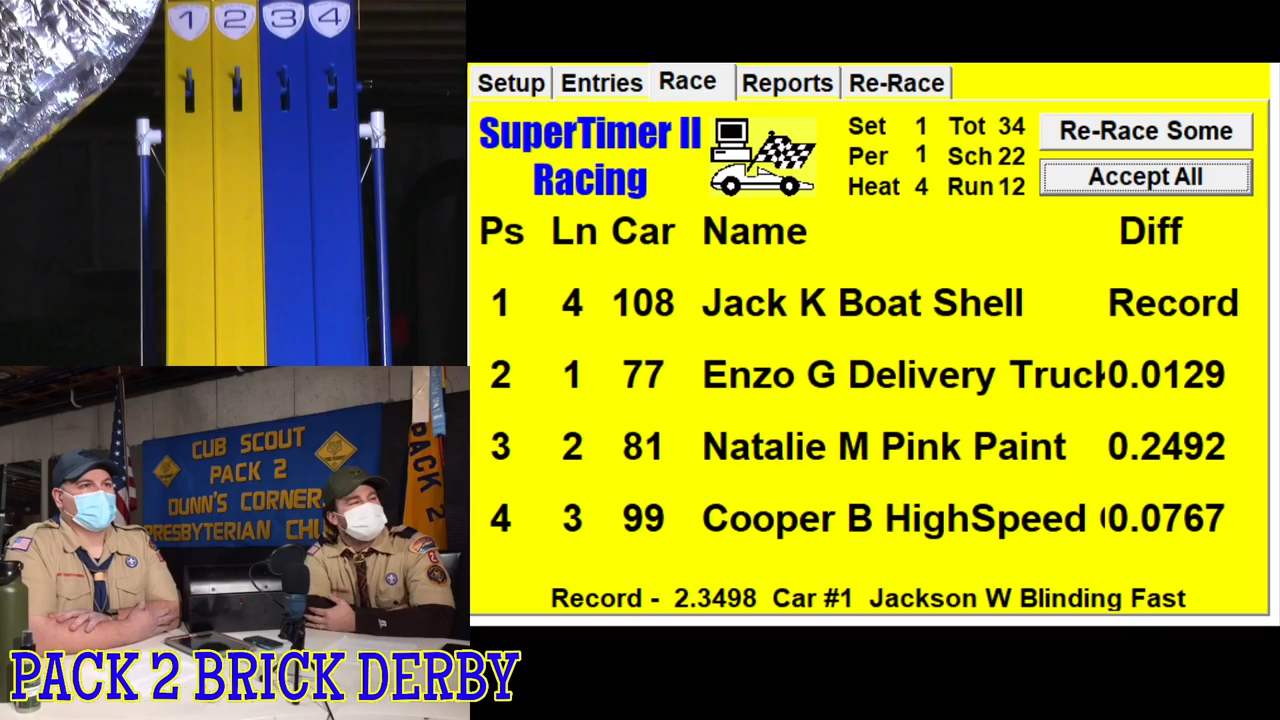 1 2 3 4
Setup Entries Race Reports Re-Race
SuperTimer II
Racing
Set 1 Tot 34
Per 1 Sch 22
Heat 4 Run 12
Re-Race Some
Accept All
Ps Ln Car Name Diff
1 4 108 Jack K Boat Shell Record
2 1 77 Enzo G Delivery Truck 0.0129
3 2 81 Natalie M Pink Paint 0.2492
4 3 99 Cooper B HighSpeed 0.0767
Record - 2.3498 Car #1 Jackson W Blinding Fast
CUB SCOUT
PACK 2
DUNN'S CORNER
PRESBYTERIAN CHU
PACK 2
PACK 2 BRICK DERBY